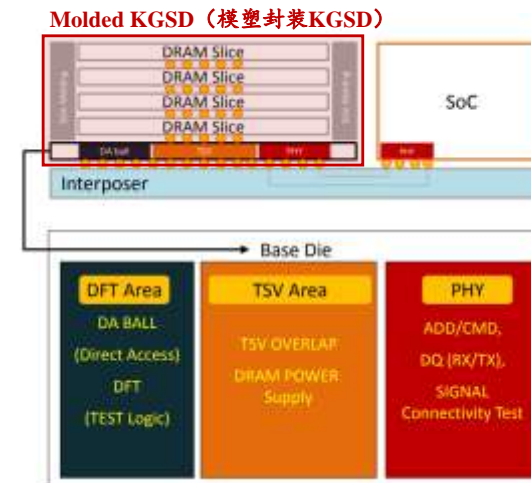 Molded KGSD（模塑封装KGSD）
DRAM Slice
DRAM Slice
DRAM Slice
DRAM Slice
DA ball
TSV
PHY
SoC
Interposer
Base Die
DFT Area
DA BALL
(Direct Access)
DFT
(TEST Logic)
TSV Area
TSV OVERLAP
DRAM POWER
Supply
PHY
ADD/CMD,
DQ (RX/TX),
SIGNAL
Connectivity Test